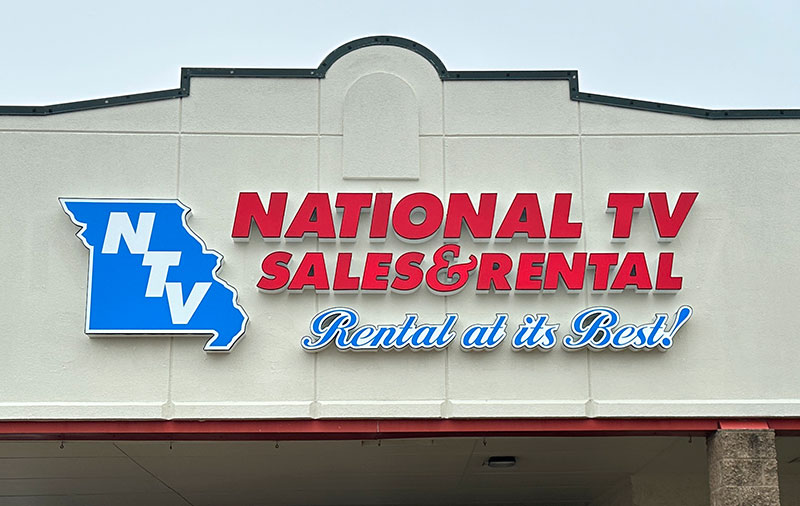 NTV
NATIONAL TV
SALES & RENTAL
Rental at its Best!